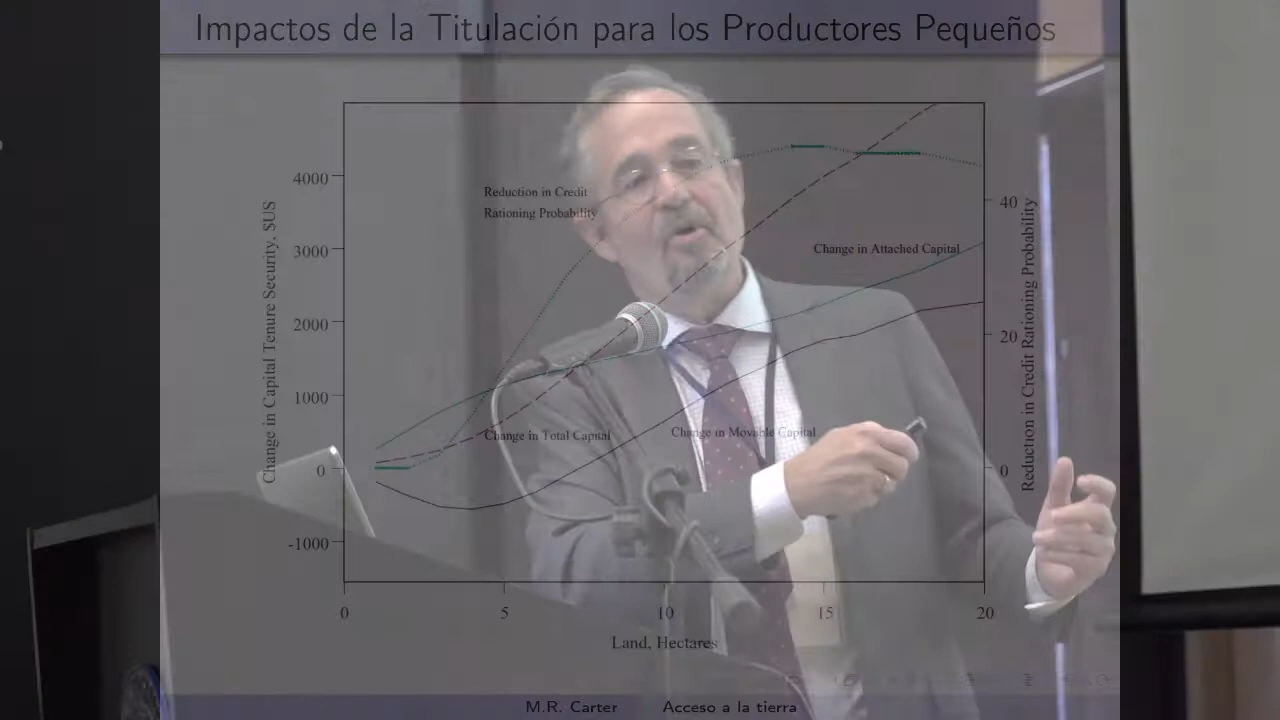 Impactos de la Titulación para los Productores Pequeños
Change in Capital Tenure Security, $US
4000
3000
2000
1000
0
-1000
Reduction in Credit
Rationing Probability
Change in Attached Capital
Change in Total Capital
Change in Movable Capital
40
20
0
Reduction in Credit Rationing Probability
0
5
10
15
20
Land, Hectares
M.R. Carter
Acceso a la tierra